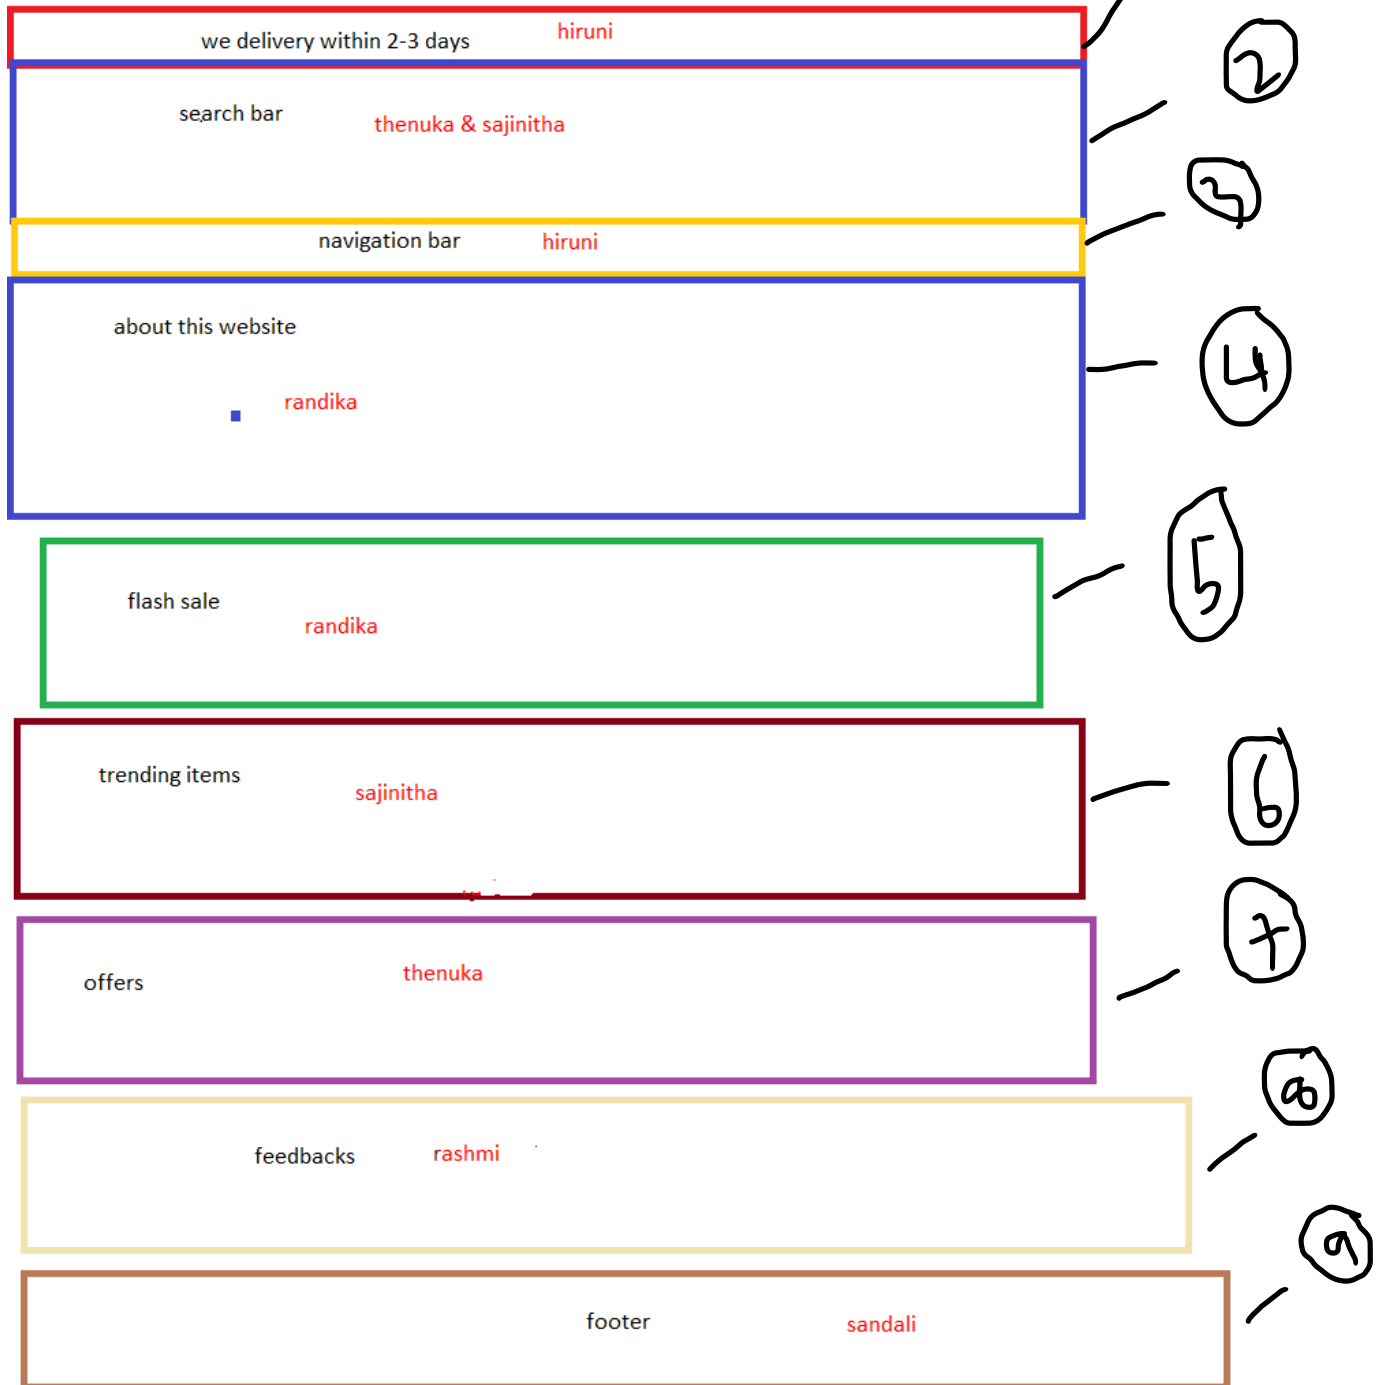 we delivery within 2-3 days hiruni
2
search bar thenuka & sajinitha
3
navigation bar hiruni
about this website
4
randika
5
flash sale
randika
6
trending items
sajinitha
7
offers thenuka
8
feedbacks rashmi
9
footer sandali